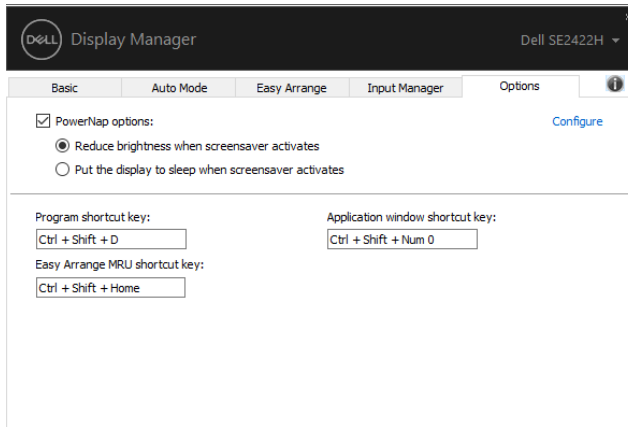 DELL Display Manager
Dell SE2422H
Basic Auto Mode Easy Arrange Input Manager Options
PowerNap options:
Configure
Reduce brightness when screensaver activates
Put the display to sleep when screensaver activates
Program shortcut key:
Application window shortcut key:
Ctrl + Shift + D
Ctrl + Shift + Num 0
Easy Arrange MRU shortcut key:
Ctrl + Shift + Home